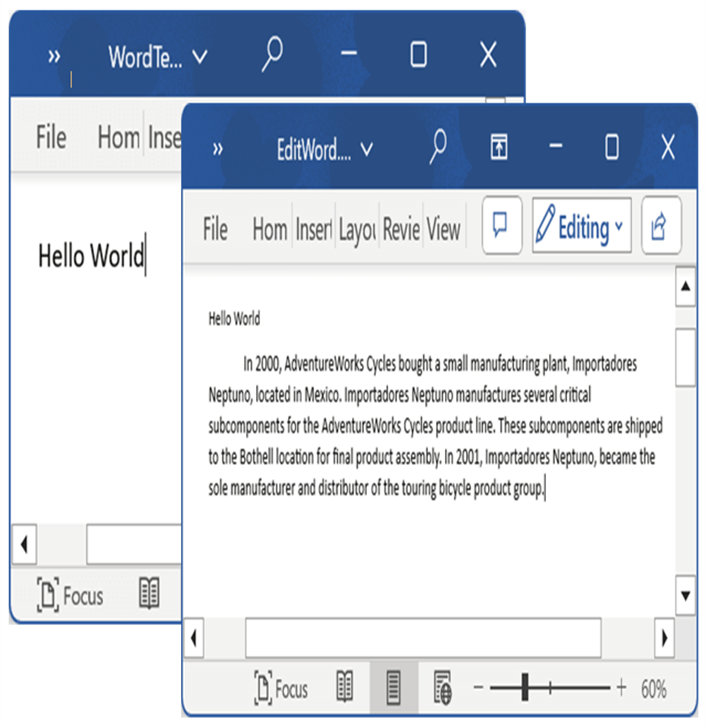 WordTe...
File Hom Inse
Hello World
Focus
EditWord....
File Hom Insert Layou Revie View Editing
Hello World
In 2000, AdventureWorks Cycles bought a small manufacturing plant, Importadores
Neptuno, located in Mexico. Importadores Neptuno manufactures several critical
subcomponents for the AdventureWorks Cycles product line. These subcomponents are shipped
to the Bothell location for final product assembly. In 2001, Importadores Neptuno, became the
sole manufacturer and distributor of the touring bicycle product group.
Focus 60%